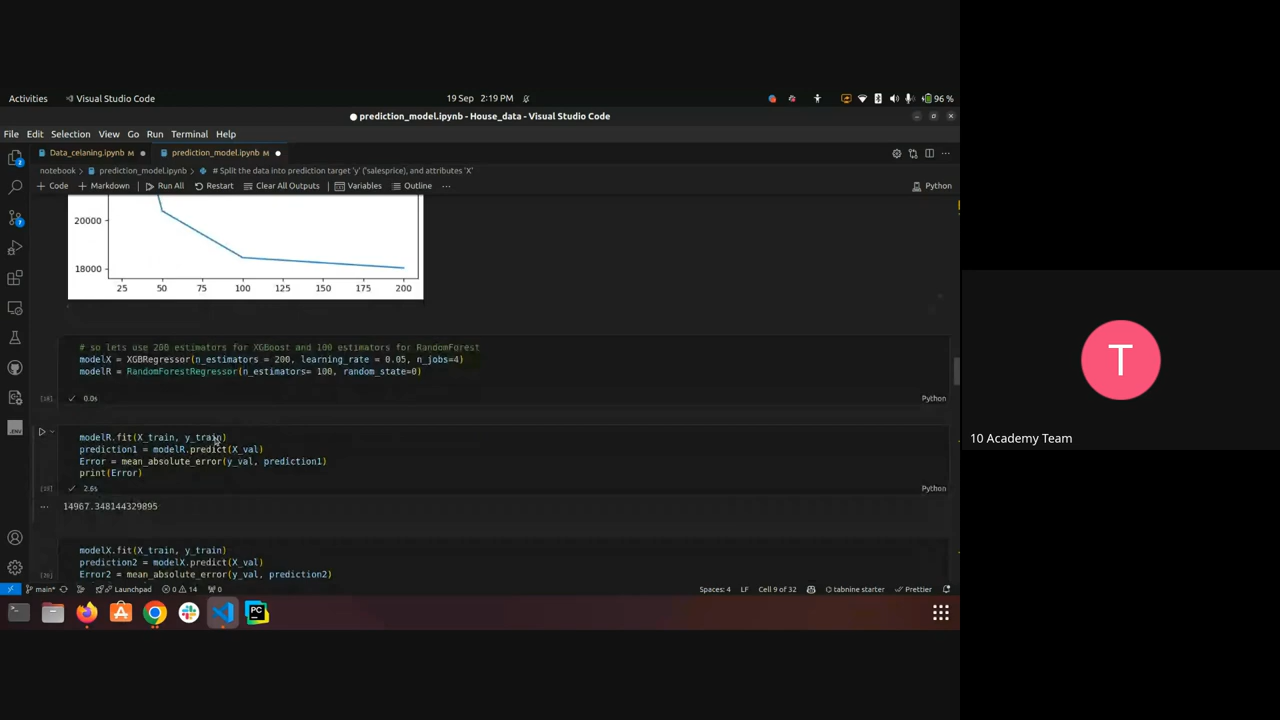 Activities
Visual Studio Code
19 Sep 2:19 PM
96 %
prediction_model.ipynb - House_data - Visual Studio Code
File Edit Selection View Go Run Terminal Help
Data_celaning.ipynb M
prediction_model.ipynb M
notebook > prediction_model.ipynb > # Split the data into prediction target 'y' ('salesprice), and attributes 'X'
+ Code + Markdown Run All Restart Clear All Outputs Variables Outline ...
Python
20000
18000
25 50 75 100 125 150 175 200
# so lets use 200 estimators for XGBoost and 100 estimators for RandomForest
modelX = XGBRegressor(n_estimators = 200, learning_rate = 0.05, n_jobs=4)
modelR = RandomForestRegressor(n_estimators= 100, random_state=0)
0.0s
Python
modelR.fit(X_train, y_train)
prediction1 = modelR.predict(X_val)
Error = mean_absolute_error(y_val, prediction1)
print(Error)
2.6s
Python
14967.348144329895
modelX.fit(X_train, y_train)
prediction2 = modelX.predict(X_val)
Error2 = mean_absolute_error(y_val, prediction2)
main*
Launchpad
0 14
0
Spaces: 4
LF
Cell 9 of 32
tabnine starter
Prettier
PC
T
10 Academy Team